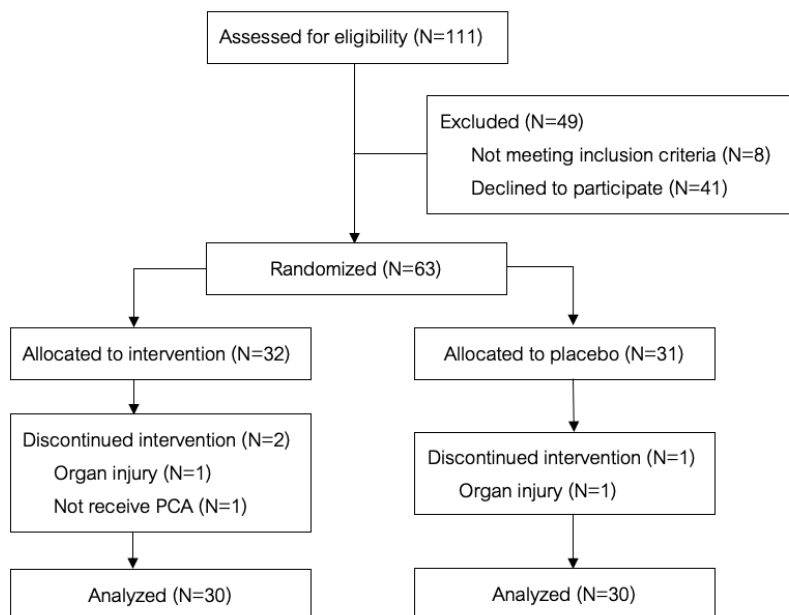 Assessed for eligibility (N=111)
Excluded (N=49)
Not meeting inclusion criteria (N=8)
Declined to participate (N=41)
Randomized (N=63)
Allocated to intervention (N=32)
Allocated to placebo (N=31)
Discontinued intervention (N=2)
Organ injury (N=1)
Not receive PCA (N=1)
Discontinued intervention (N=1)
Organ injury (N=1)
Analyzed (N=30)
Analyzed (N=30)